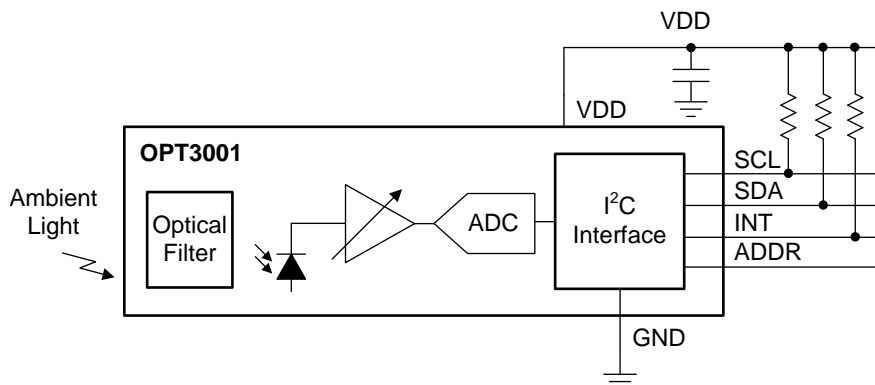 VDD
VDD
OPT3001
SCL
Ambient
Light
Optical
Filter
ADC
I²C
Interface
SDA
INT
ADDR
GND